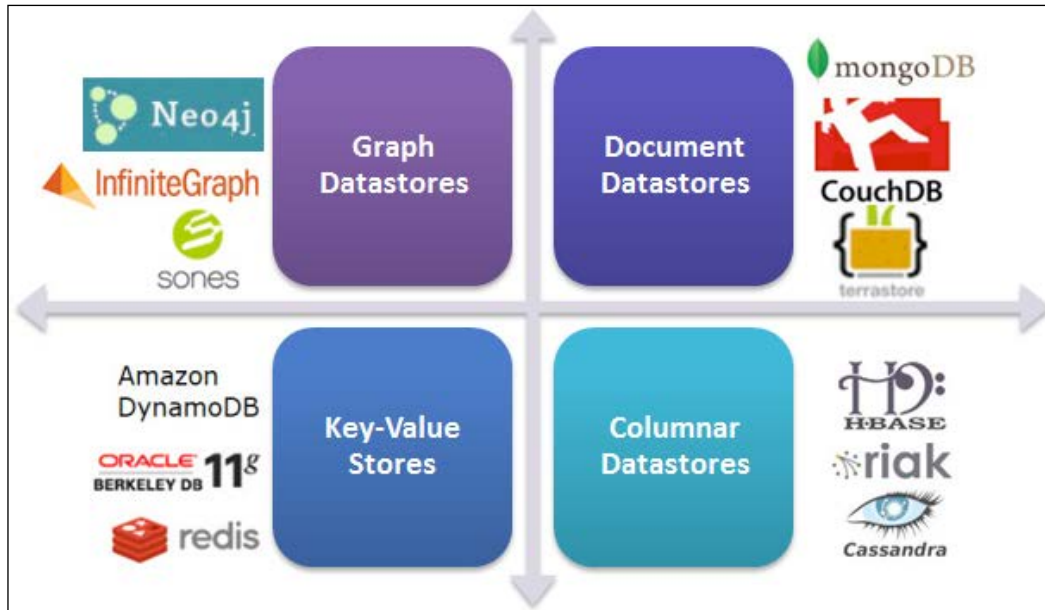 Neo4j
InfiniteGraph
sones
Graph
Datastores
Document
Datastores
mongoDB
CouchDB
terrastore
Amazon
DynamoDB
ORACLE
BERKELEY DB 11g
redis
Key-Value
Stores
Columnar
Datastores
HBASE
riak
Cassandra